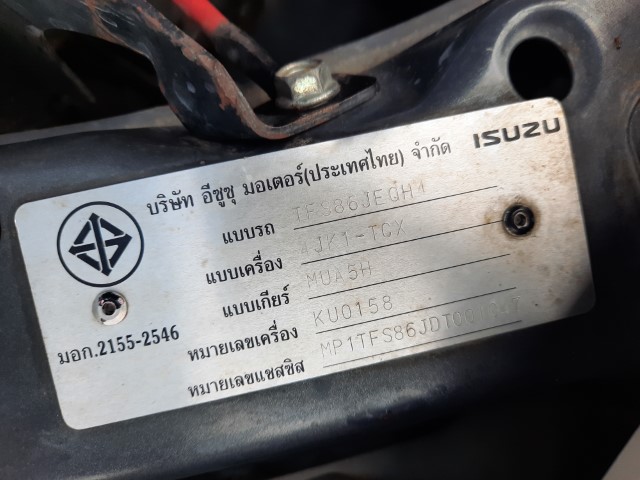 บริษัท อีซูซุ มอเตอร์(ประเทศไทย) จำกัด ISUZU
แบบรถ TFS86JEGH1
แบบเครื่อง 4JK1-TCX
แบบเกียร์ MUA5H
หมายเลขเครื่อง KU0158
หมายเลขแชสซิส
มอก.2155-2546